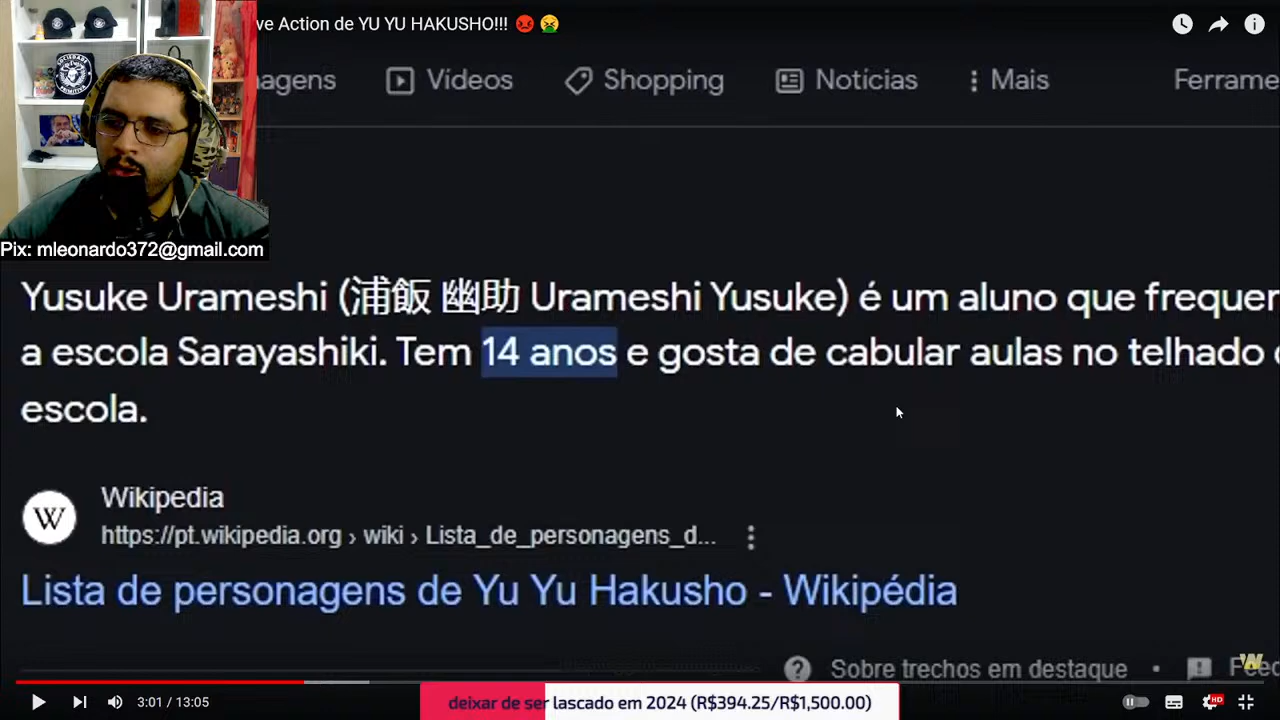 ve Action de YU YU HAKUSHO!!! 😡 🤮
agens
Vídeos
Shopping
Notícias
Mais
Ferrame
Pix: mleonardo372@gmail.com
Yusuke Urameshi (浦飯 幽助 Urameshi Yusuke) é um aluno que frequen
a escola Sarayashiki. Tem 14 anos e gosta de cabular aulas no telhado d
escola.
Wikipedia
https://pt.wikipedia.org › wiki › Lista_de_personagens_d...
Lista de personagens de Yu Yu Hakusho - Wikipédia
Sobre trechos em destaque • Feed
3:01 / 13:05
deixar de ser lascado em 2024 (R$394.25/R$1,500.00)
HD